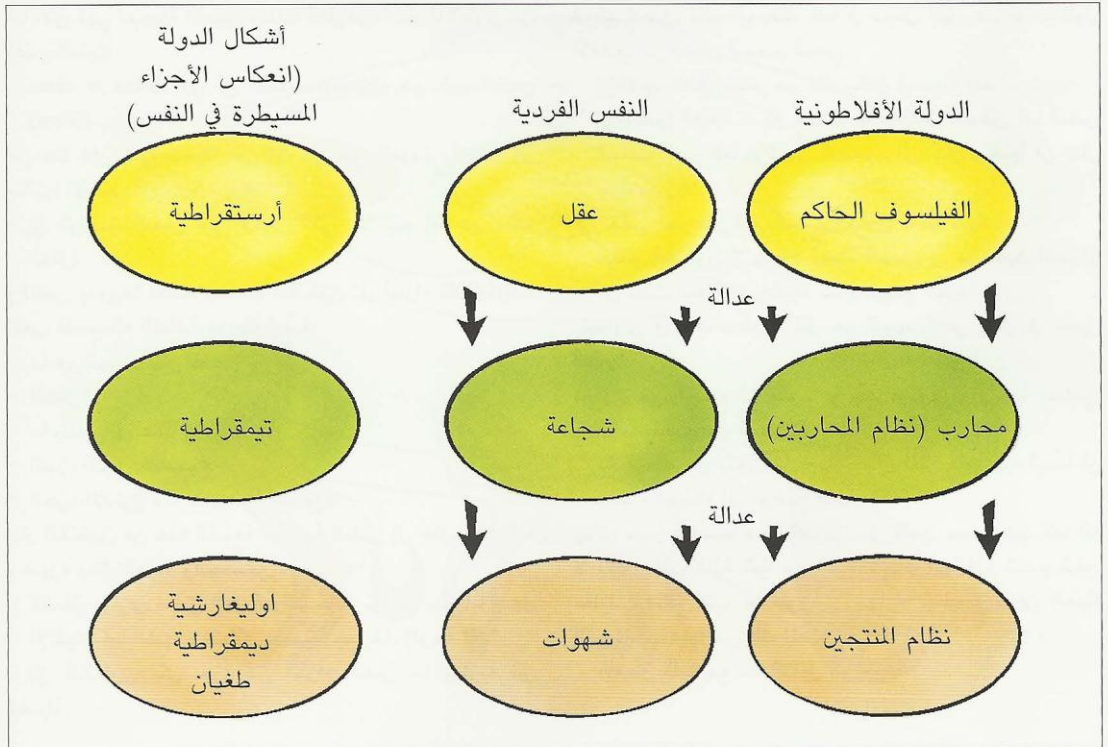 أشكال الدولة
(انعكاس الأجزاء
المسيطرة في النفس)
النفس الفردية
الدولة الأفلاطونية
الفيلسوف الحاكم
عقل
أرستقراطية
عدالة
محارب (نظام المحاربين)
شجاعة
تيمقراطية
عدالة
نظام المنتجين
شهوات
اوليغارشية
ديمقراطية
طغيان